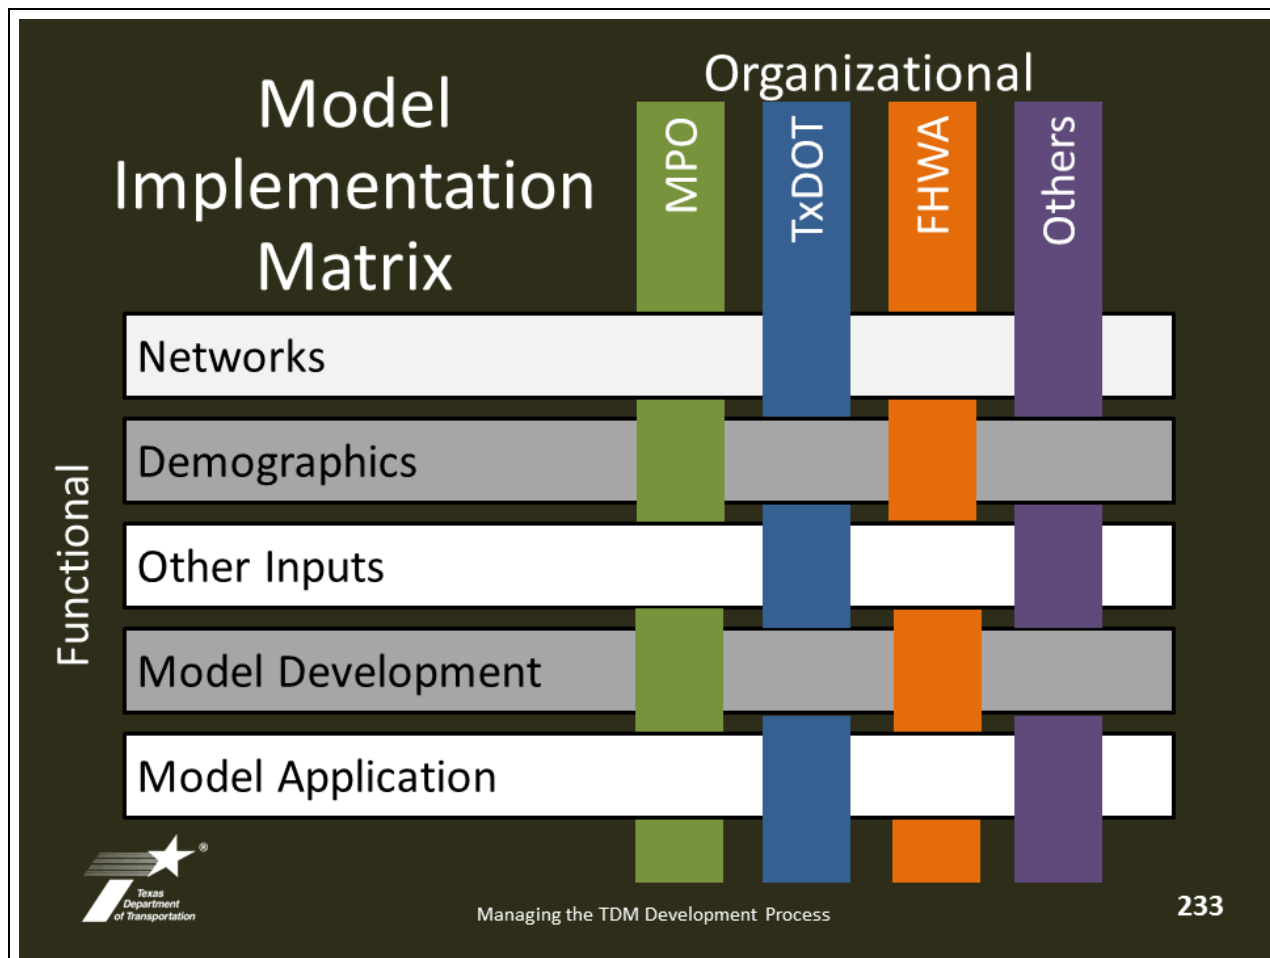 Model
Implementation
Matrix
Organizational
MPO
TxDOT
FHWA
Others
Functional
Networks
Demographics
Other Inputs
Model Development
Model Application
®
Texas
Department
of Transportation
Managing the TDM Development Process
233